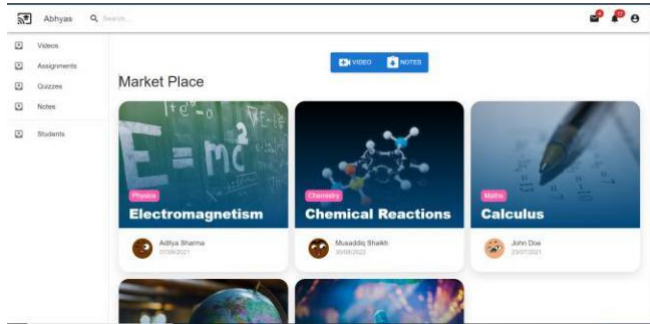 Abhyas
Search...
Videos
Assignments
Quizzes
Notes
Students
VIDEO NOTES
Market Place
E=mc²
Physics
Electromagnetism
Aditya Sharma
Chemistry
Chemical Reactions
Musaddiq Shaikh
Maths
Calculus
John Doe